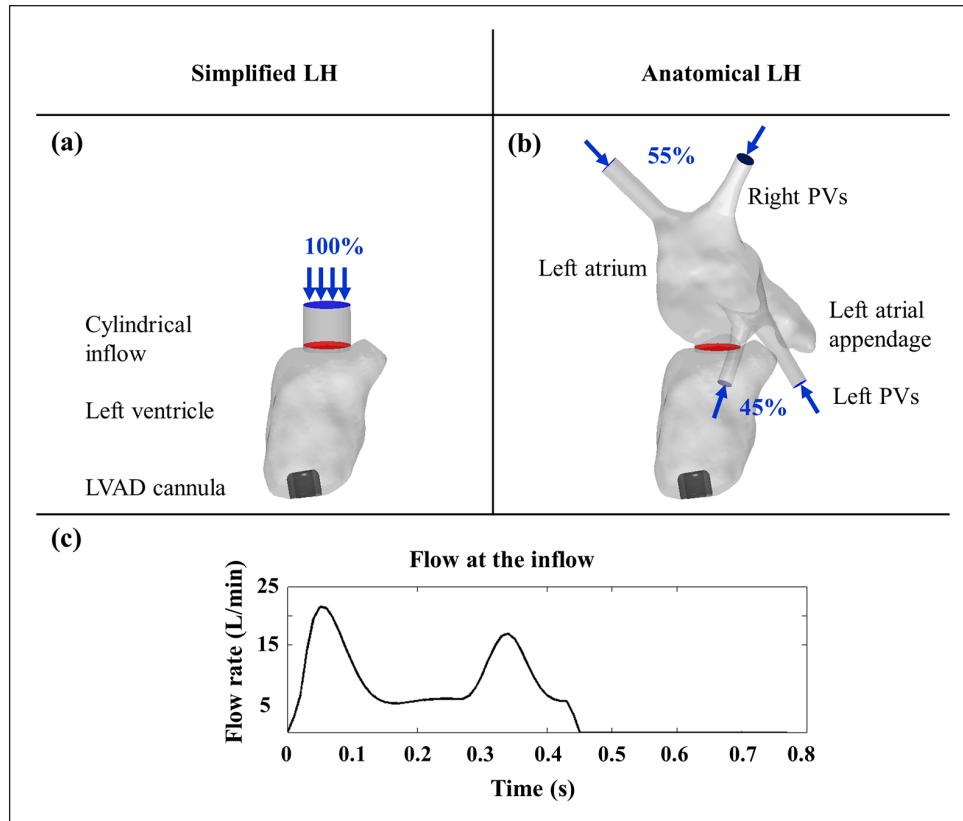 Simplified LH
Anatomical LH
(a)
100%
Cylindrical
inflow
Left ventricle
LVAD cannula
(b)
55%
Right PVs
Left atrium
Left atrial
appendage
Left PVs
45%
(c)
Flow at the inflow
Flow rate (L/min)
25
15
5
0 0.1 0.2 0.3 0.4 0.5 0.6 0.7 0.8
Time (s)